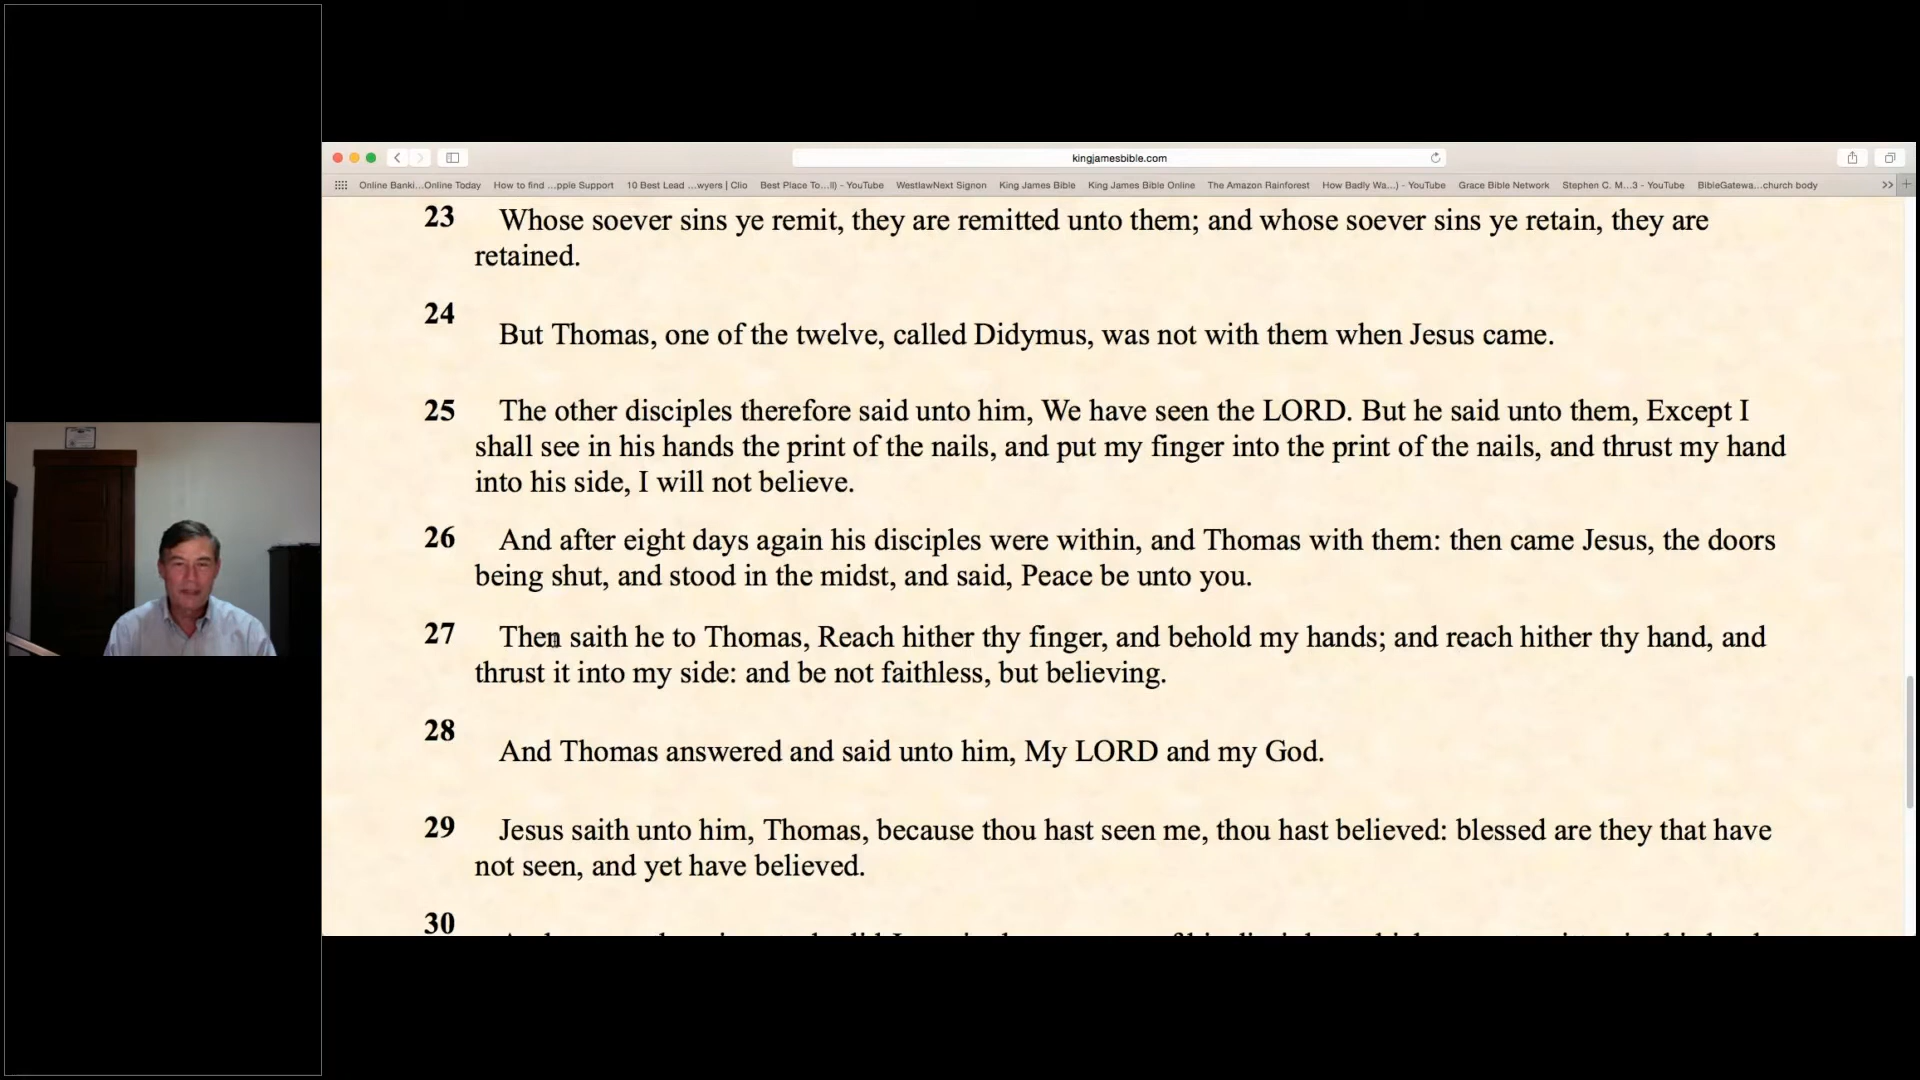 kingjamesbible.com
Online Banki...Online Today How to find ...pple Support 10 Best Lead ...wyers | Clio Best Place To...ll) - YouTube WestlawNext Signon King James Bible King James Bible Online The Amazon Rainforest How Badly Wa...) - YouTube Grace Bible Network Stephen C. M...3 - YouTube BibleGatewa...church body
23 Whose soever sins ye remit, they are remitted unto them; and whose soever sins ye retain, they are
retained.
24
But Thomas, one of the twelve, called Didymus, was not with them when Jesus came.
25 The other disciples therefore said unto him, We have seen the LORD. But he said unto them, Except I
shall see in his hands the print of the nails, and put my finger into the print of the nails, and thrust my hand
into his side, I will not believe.
26 And after eight days again his disciples were within, and Thomas with them: then came Jesus, the doors
being shut, and stood in the midst, and said, Peace be unto you.
27 Then saith he to Thomas, Reach hither thy finger, and behold my hands; and reach hither thy hand, and
thrust it into my side: and be not faithless, but believing.
28
And Thomas answered and said unto him, My LORD and my God.
29 Jesus saith unto him, Thomas, because thou hast seen me, thou hast believed: blessed are they that have
not seen, and yet have believed.
30